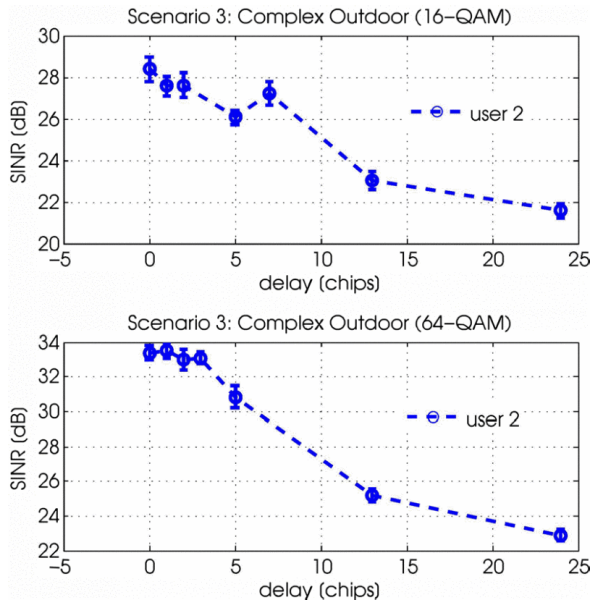 Scenario 3: Complex Outdoor (16–QAM)
30
28
26
24
22
20
SINR (dB)
user 2
–5 0 5 10 15 20 25
delay (chips)
Scenario 3: Complex Outdoor (64–QAM)
34
32
30
28
26
24
22
SINR (dB)
user 2
–5 0 5 10 15 20 25
delay (chips)